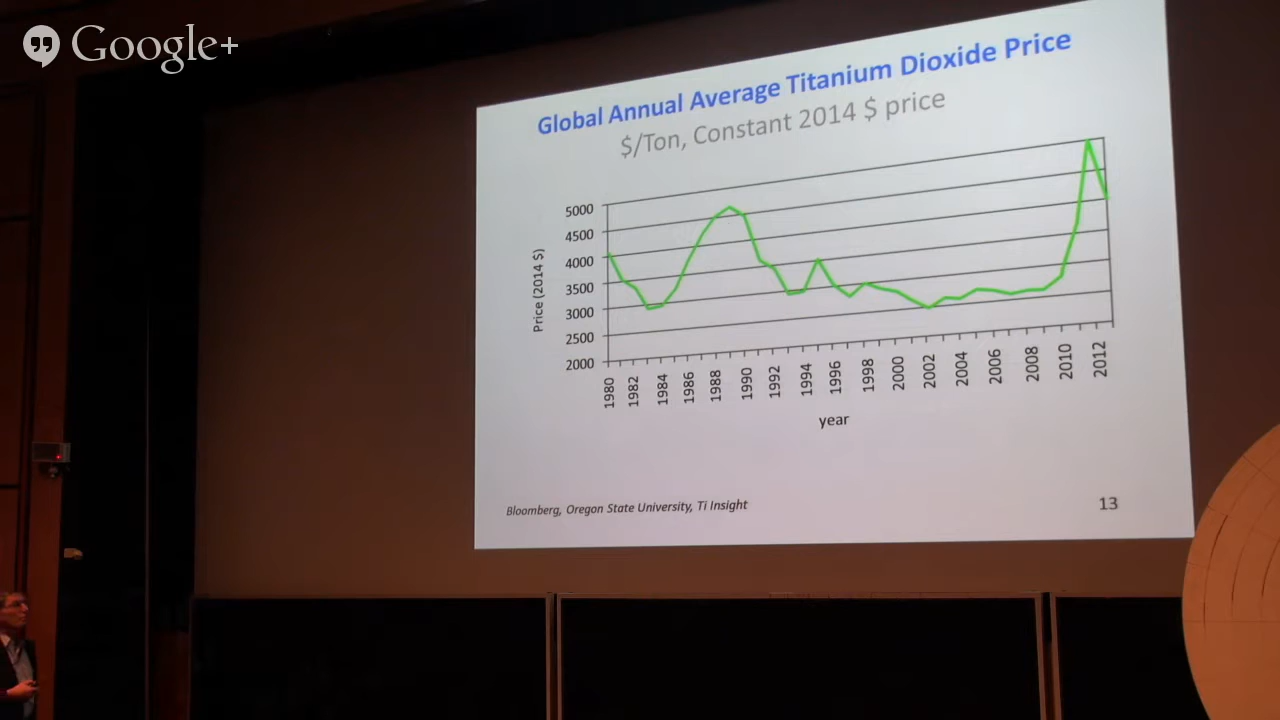 Google+
Global Annual Average Titanium Dioxide Price
$/Ton, Constant 2014 $ price
5000
4500
4000
3500
3000
2500
2000
Price (2014 $)
1980 1982 1984 1986 1988 1990 1992 1994 1996 1998 2000 2002 2004 2006 2008 2010 2012
year
Bloomberg, Oregon State University, Ti Insight
13